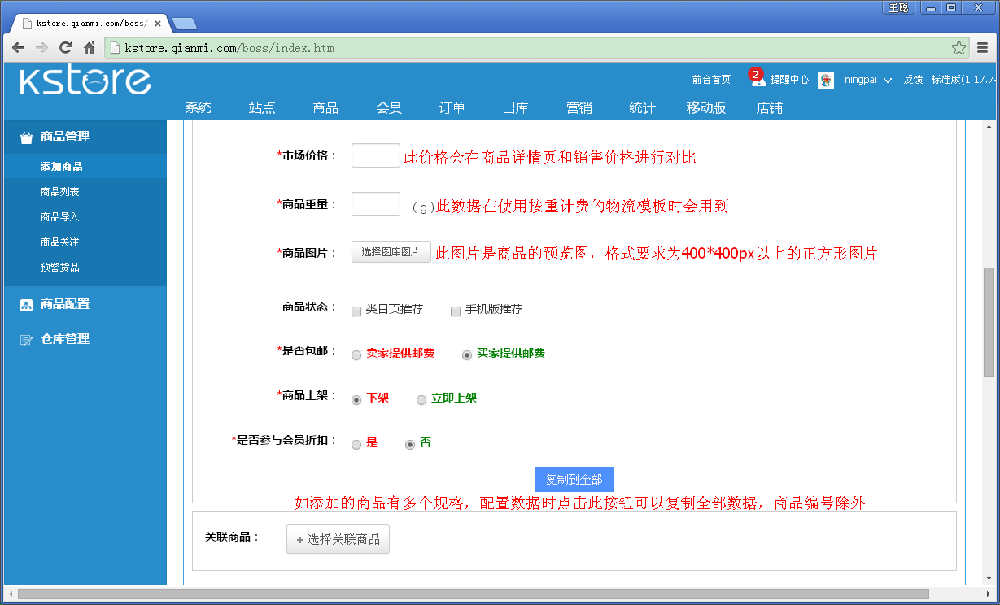 王聪
kstore.qianmi.com/boss/
kstore.qianmi.com/boss/index.htm
kstore
前台首页 2 提醒中心 ningpai 反馈 标准版(1.17.7-
系统 站点 商品 会员 订单 出库 营销 统计 移动版 店铺
商品管理
添加商品
商品列表
商品导入
商品关注
预警货品
商品配置
仓库管理
*市场价格： 此价格会在商品详情页和销售价格进行对比
*商品重量： （g)此数据在使用按重计费的物流模板时会用到
*商品图片： 选择图库图片 此图片是商品的预览图，格式要求为400*400px以上的正方形图片
商品状态： 类目页推荐 手机版推荐
*是否包邮： 卖家提供邮费 买家提供邮费
*商品上架： 下架 立即上架
*是否参与会员折扣： 是 否
复制到全部
如添加的商品有多个规格，配置数据时点击此按钮可以复制全部数据，商品编号除外
关联商品： +选择关联商品